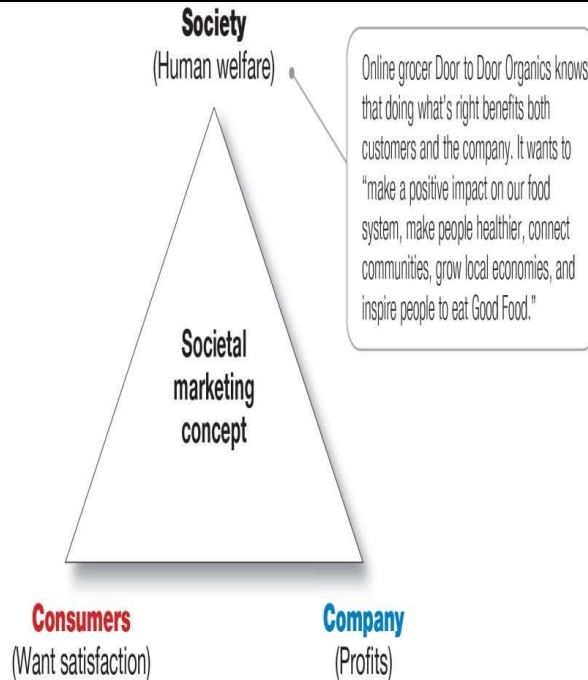 Society
(Human welfare)
Online grocer Door to Door Organics knows
that doing what's right benefits both
customers and the company. It wants to
“make a positive impact on our food
system, make people healthier, connect
communities, grow local economies, and
inspire people to eat Good Food.”
Societal
marketing
concept
Consumers
(Want satisfaction)
Company
(Profits)